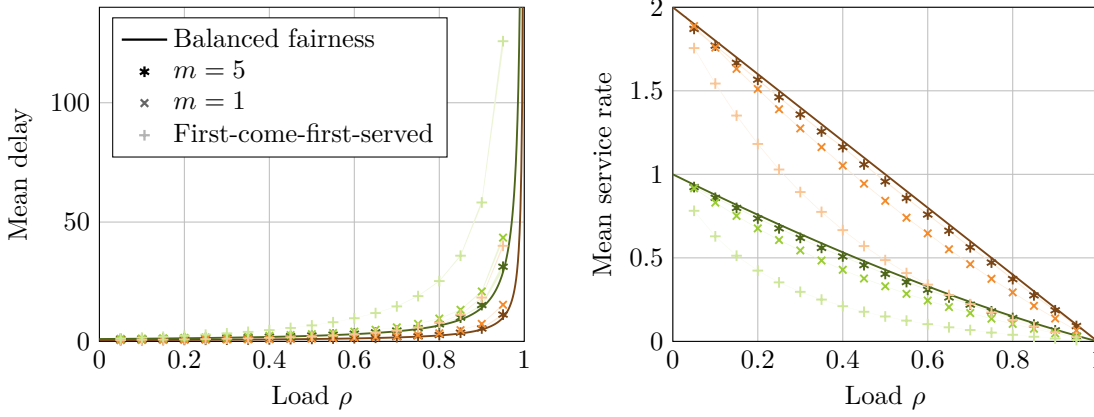 Balanced fairness
m = 5
m = 1
First-come-first-served
Mean delay
100
50
0
0
0.2
0.4
0.6
0.8
1
Load ρ
Mean service rate
2
1.5
1
0.5
0
0
0.2
0.4
0.6
0.8
1
Load ρ